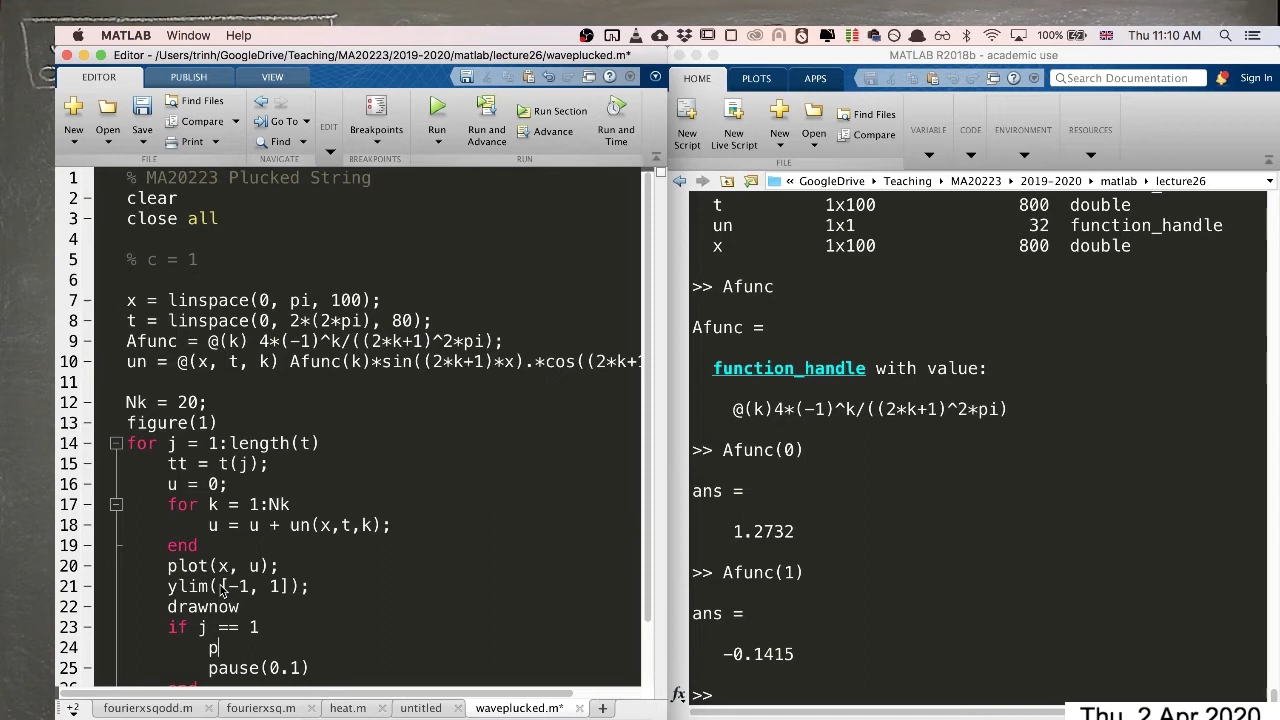 MATLAB Window Help 100% Thu 11:10 AM
Editor - /Users/trinh/GoogleDrive/Teaching/MA20223/2019-2020/matlab/lecture26/waveplucked.m*
MATLAB R2018b - academic use
EDITOR PUBLISH VIEW
HOME PLOTS APPS Search Documentation Sign In
New Open Save Find Files Compare Print Go To Find EDIT Breakpoints Run Run and Advance Run Section Advance Run and Time
FILE NAVIGATE BREAKPOINTS RUN
New Script New Live Script New Open Find Files Compare VARIABLE CODE ENVIRONMENT RESOURCES
FILE
« GoogleDrive Teaching MA20223 2019-2020 matlab lecture26
1 % MA20223 Plucked String
2 clear
3 close all
4
5 % c = 1
6
7 x = linspace(0, pi, 100);
8 t = linspace(0, 2*(2*pi), 80);
9 Afunc = @(k) 4*(-1)^k/((2*k+1)^2*pi);
10 un = @(x, t, k) Afunc(k)*sin((2*k+1)*x).*cos((2*k+1
11
12 Nk = 20;
13 figure(1)
14 for j = 1:length(t)
15 tt = t(j);
16 u = 0;
17 for k = 1:Nk
18 u = u + un(x,t,k);
19 end
20 plot(x, u);
21 ylim([-1, 1]);
22 drawnow
23 if j == 1
24 p
25 pause(0.1)
26 end
+2 fourierxsqodd.m fourierxsq.m heat.m untitled waveplucked.m*
t 1x100 800 double
un 1x1 32 function_handle
x 1x100 800 double
>> Afunc
Afunc =
function_handle with value:
@(k)4*(-1)^k/((2*k+1)^2*pi)
>> Afunc(0)
ans =
1.2732
>> Afunc(1)
ans =
-0.1415
fx >>
Thu, 2 Apr 2020